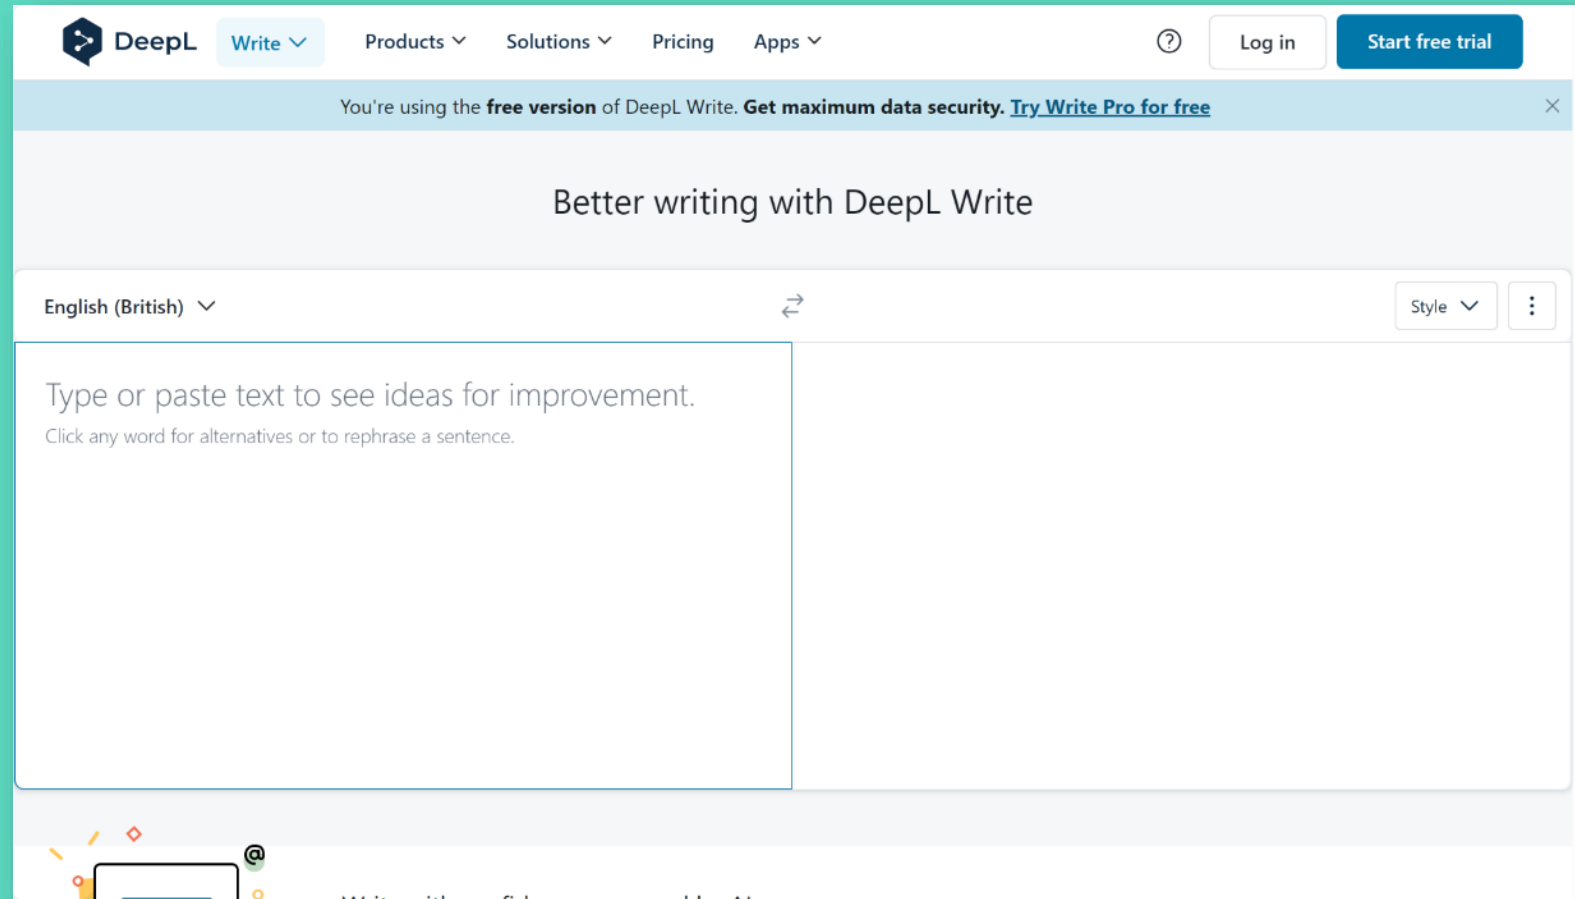 DeepL Write Products Solutions Pricing Apps Log in Start free trial
You're using the free version of DeepL Write. Get maximum data security. Try Write Pro for free
Better writing with DeepL Write
English (British) Style
Type or paste text to see ideas for improvement.
Click any word for alternatives or to rephrase a sentence.
@